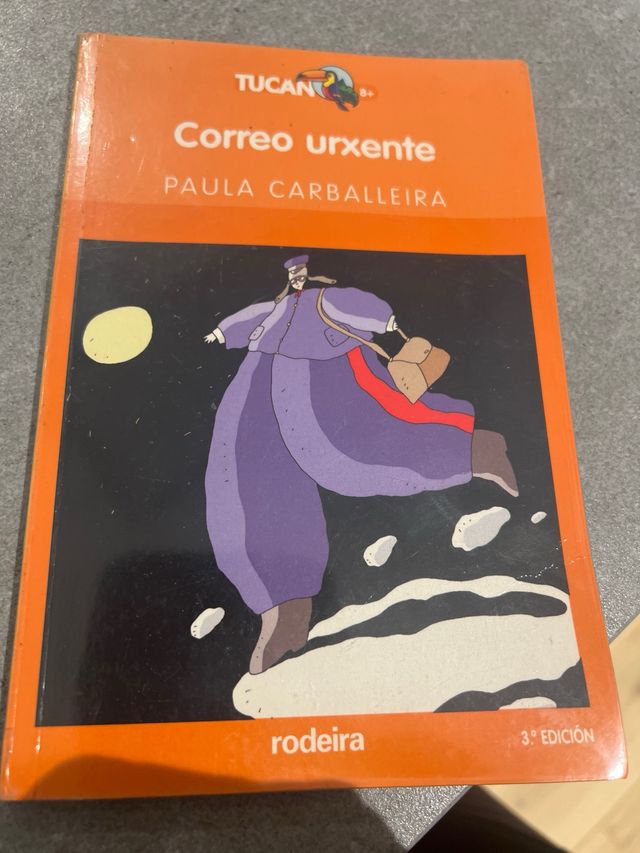 TUCAN 8+
Correo urxente
PAULA CARBALLEIRA
rodeira
3.ª EDICIÓN